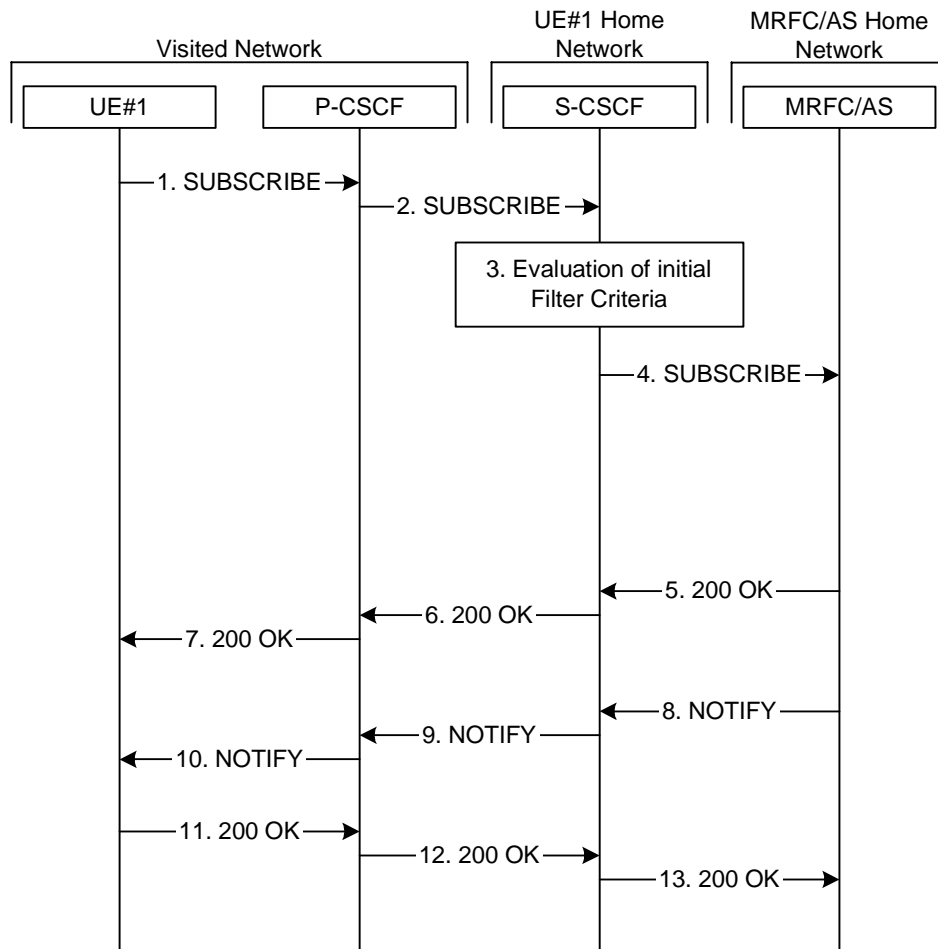 UE#1 Home
Network
MRFC/AS Home
Network
Visited Network
UE#1
P-CSCF
S-CSCF
MRFC/AS
1. SUBSCRIBE
2. SUBSCRIBE
3. Evaluation of initial
Filter Criteria
4. SUBSCRIBE
5. 200 OK
6. 200 OK
7. 200 OK
8. NOTIFY
9. NOTIFY
10. NOTIFY
11. 200 OK
12. 200 OK
13. 200 OK